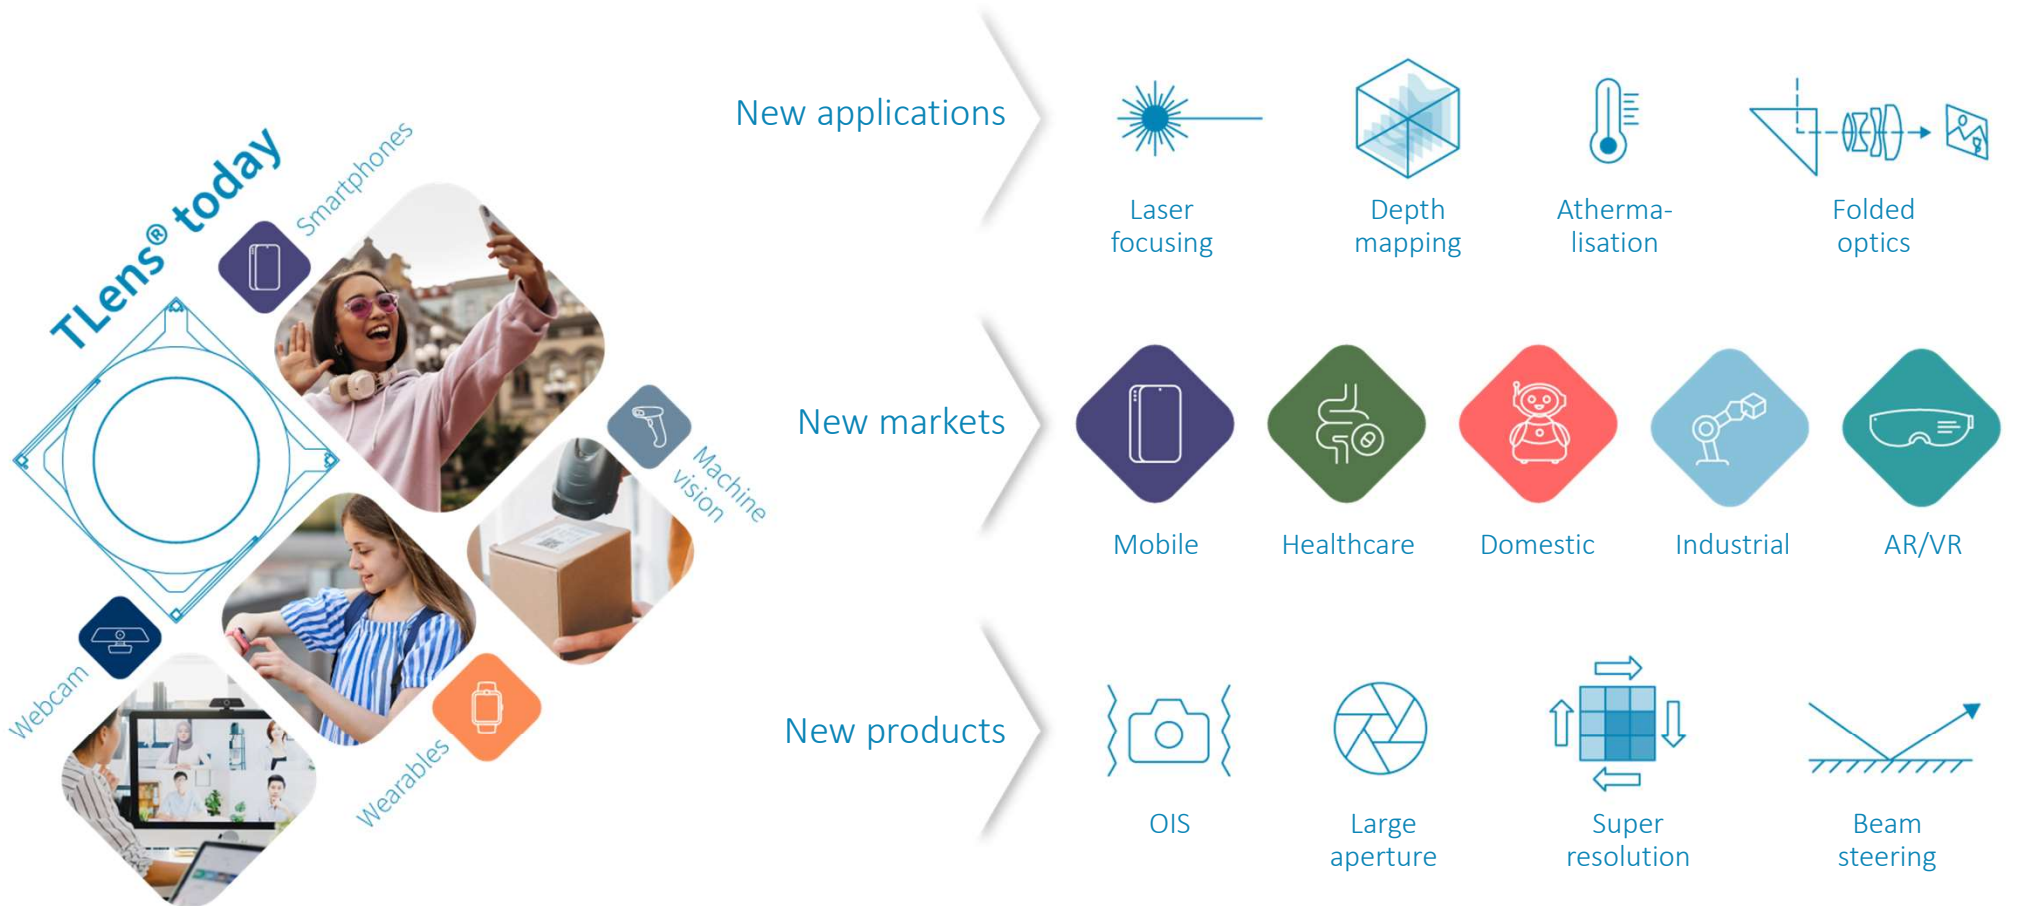 TLens® today
Smartphones
Machine
vision
Webcam
Wearables
New applications
Laser
focusing
Depth
mapping
Atherma-
lisation
Folded
optics
New markets
Mobile
Healthcare
Domestic
Industrial
AR/VR
New products
OIS
Large
aperture
Super
resolution
Beam
steering